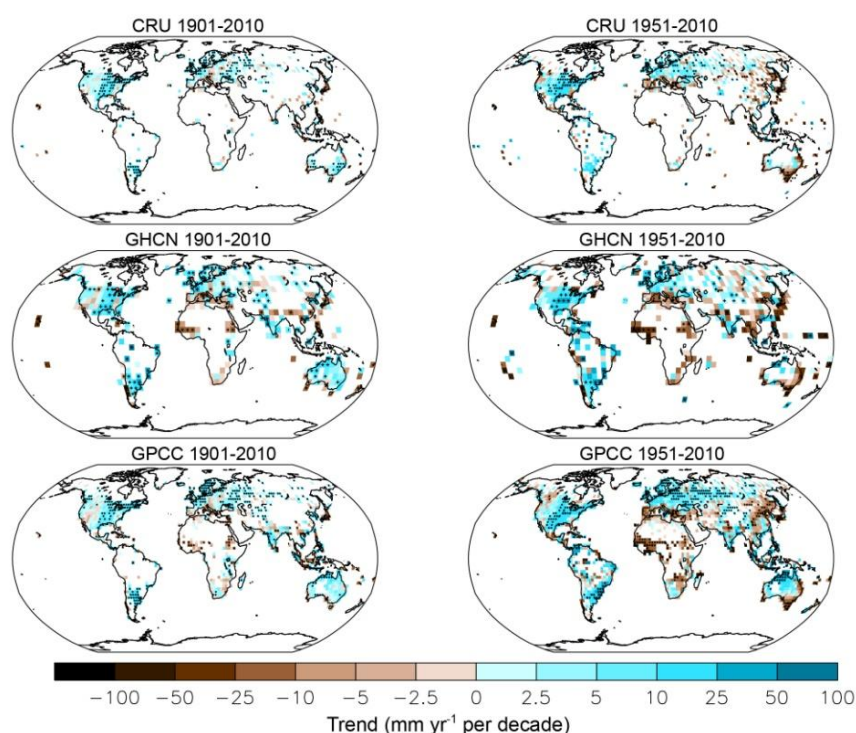 CRU 1901-2010 CRU 1951-2010
GHCN 1901-2010 GHCN 1951-2010
GPCC 1901-2010 GPCC 1951-2010
−100 −50 −25 −10 −5 −2.5 0 2.5 5 10 25 50 100
Trend (mm yr⁻¹ per decade)